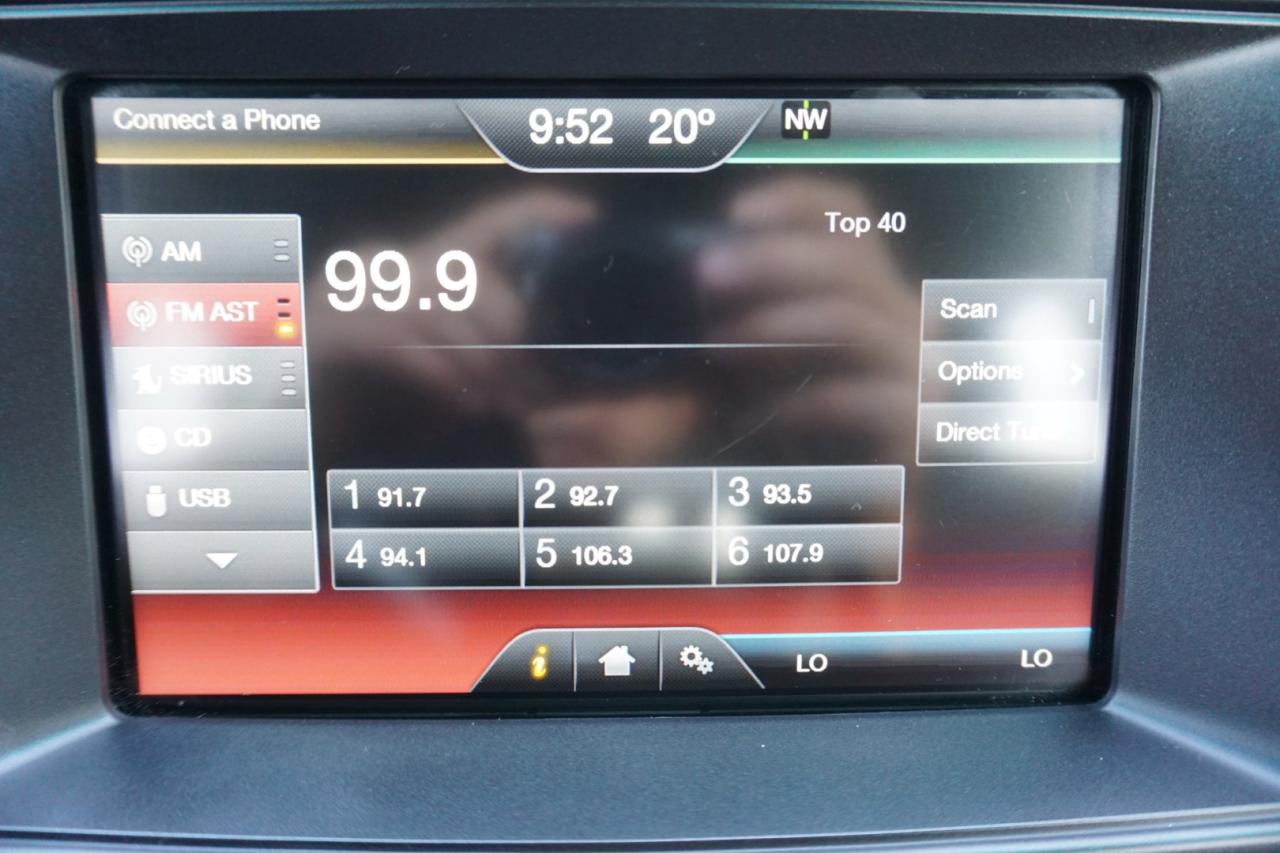 Connect a Phone
9:52 20°
NW
Top 40
99.9
AM
FM AST
SIRIUS
CD
USB
Scan
Options
Direct Tune
1 91.7
2 92.7
3 93.5
4 94.1
5 106.3
6 107.9
i
LO
LO